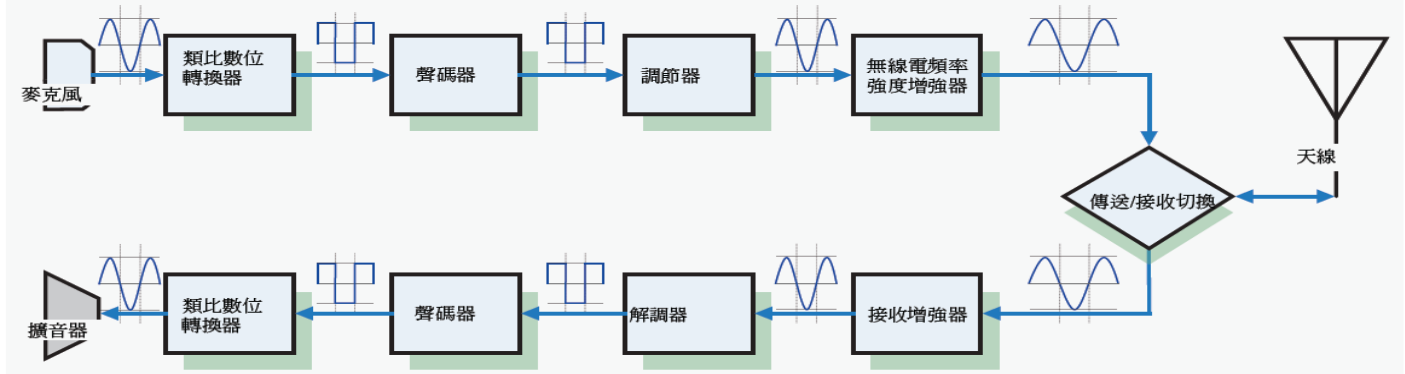 麥克風
類比數位
轉換器
聲碼器
調節器
無線電頻率
強度增強器
天線
傳送/接收切換
擴音器
類比數位
轉換器
聲碼器
解調器
接收增強器